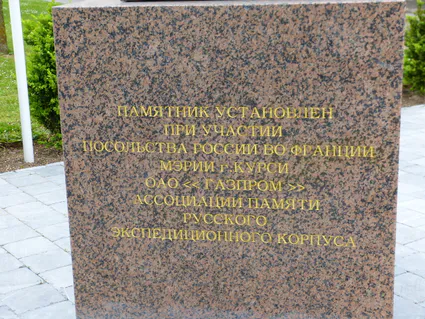 ПАМЯТНИК УСТАНОВЛЕН
ПРИ УЧАСТИИ
ПОСОЛЬСТВА РОССИИ ВО ФРАНЦИИ
МЭРИИ г. КУРСИ
ОАО << ГАЗПРОМ >>
АССОЦИАЦИИ ПАМЯТИ
РУССКОГО
ЭКСПЕДИЦИОННОГО КОРПУСА